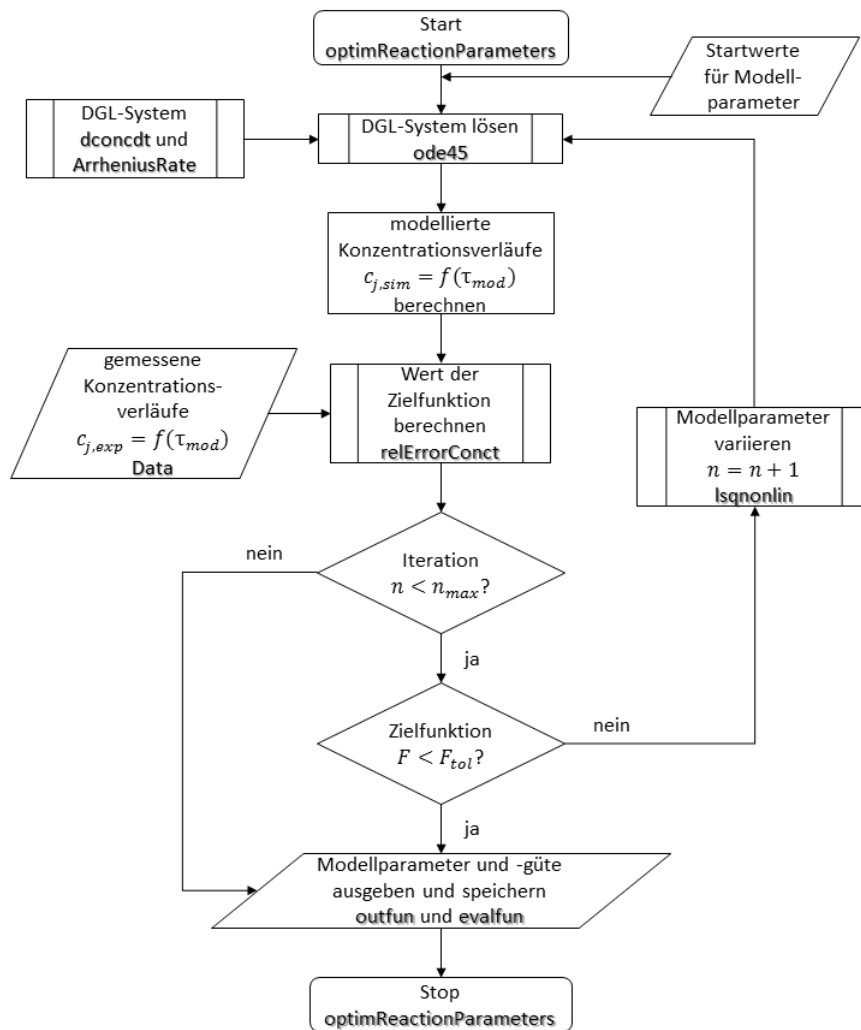 Start
optimReactionParameters
Startwerte
für Modell-
parameter
DGL-System
dconcdt und
ArrheniusRate
DGL-System lösen
ode45
modellierte
Konzentrationsverläufe
c_{j,sim} = f(τ_{mod})
berechnen
gemessene
Konzentrations-
verläufe
c_{j,exp} = f(τ_{mod})
Data
Wert der
Zielfunktion
berechnen
relErrorConct
Modellparameter
variieren
n = n + 1
lsqnonlin
nein
Iteration
n < n_{max}?
ja
Zielfunktion
F < F_{tol}?
nein
ja
Modellparameter und -güte
ausgeben und speichern
outfun und evalfun
Stop
optimReactionParameters